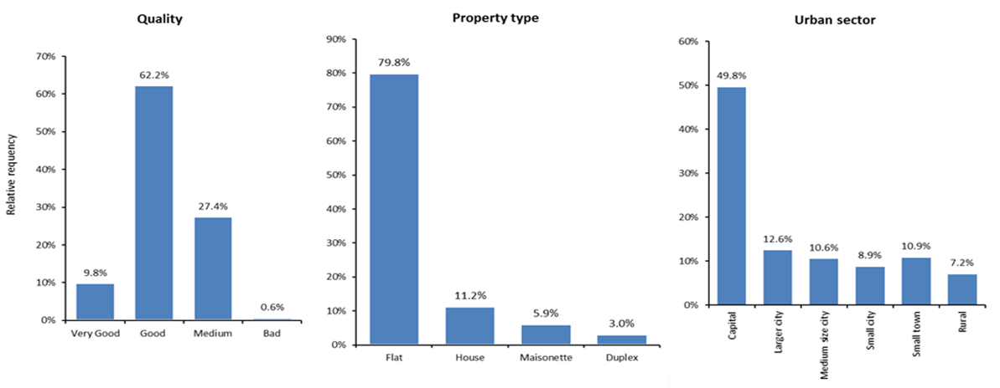 Quality
Relative requency
70%
60%
50%
40%
30%
20%
10%
0%
9.8%
62.2%
27.4%
0.6%
Very Good
Good
Medium
Bad
Property type
90%
80%
70%
60%
50%
40%
30%
20%
10%
0%
79.8%
11.2%
5.9%
3.0%
Flat
House
Maisonette
Duplex
Urban sector
60%
50%
40%
30%
20%
10%
0%
49.8%
12.6%
10.6%
8.9%
10.9%
7.2%
Capital
Larger city
Medium size city
Small city
Small town
Rural